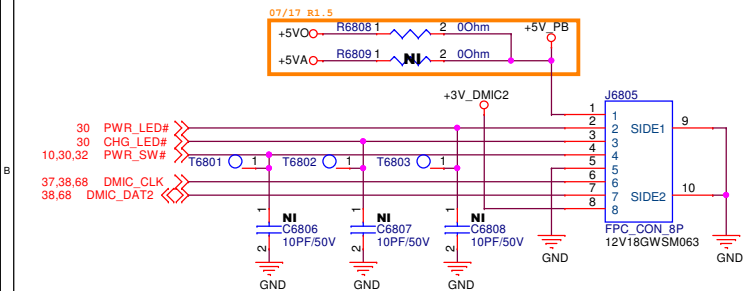 07/17 R1.5
R6808 1 2 0Ohm +5V_PB
+5VO
R6809 1 2 0Ohm
+5VA NI
J6805
+3V_DMIC2
1 1
30 PWR_LED# 2 2 SIDE1 9
30 CHG_LED# 3 3
10,30,32 PWR_SW# 4 4
T6801 1 T6802 1 T6803 1 5 5
B
37,38,68 DMIC_CLK 6 6
38,68 DMIC_DAT2 7 7 SIDE2 10
8 8
1 NI 1 NI 1 NI
C6806 C6807 C6808 FPC_CON_8P
2 10PF/50V 2 10PF/50V 2 10PF/50V 12V18GWSM063
GND GND
GND GND GND